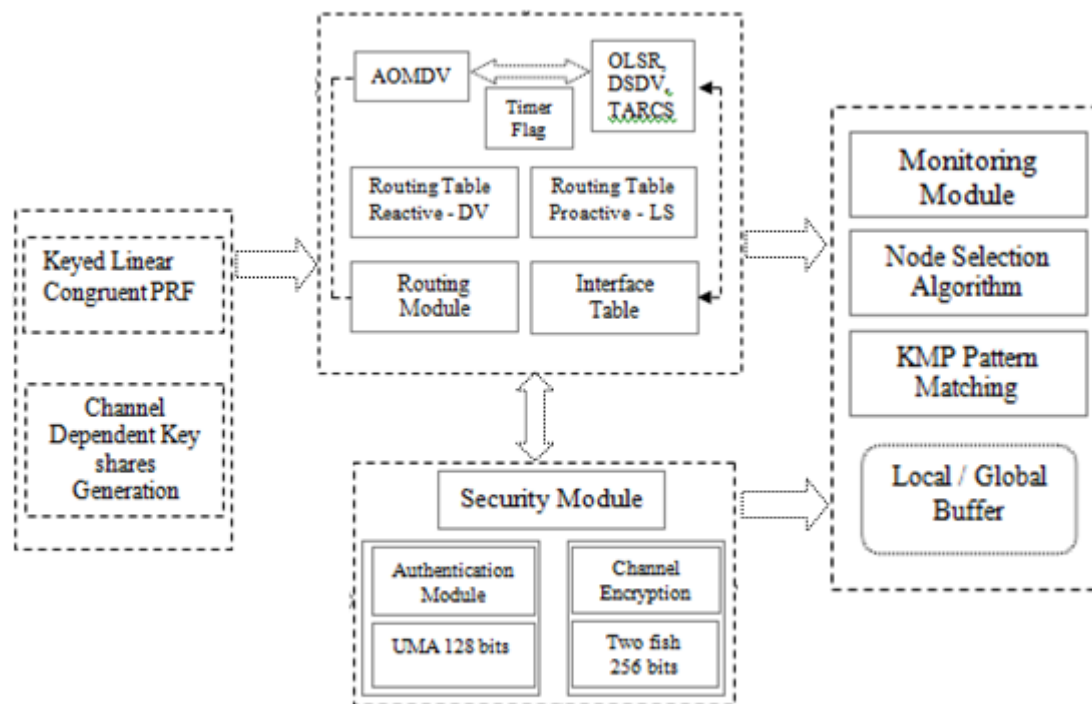 Keyed Linear
Congruent PRF
Channel
Dependent Key
shares
Generation
AOMDV
Timer
Flag
OLSR,
DSDV,
TARCS
Routing Table
Reactive - DV
Routing Table
Proactive - LS
Routing
Module
Interface
Table
Security Module
Authentication
Module
UMA 128 bits
Channel
Encryption
Two fish
256 bits
Monitoring
Module
Node Selection
Algorithm
KMP Pattern
Matching
Local / Global
Buffer